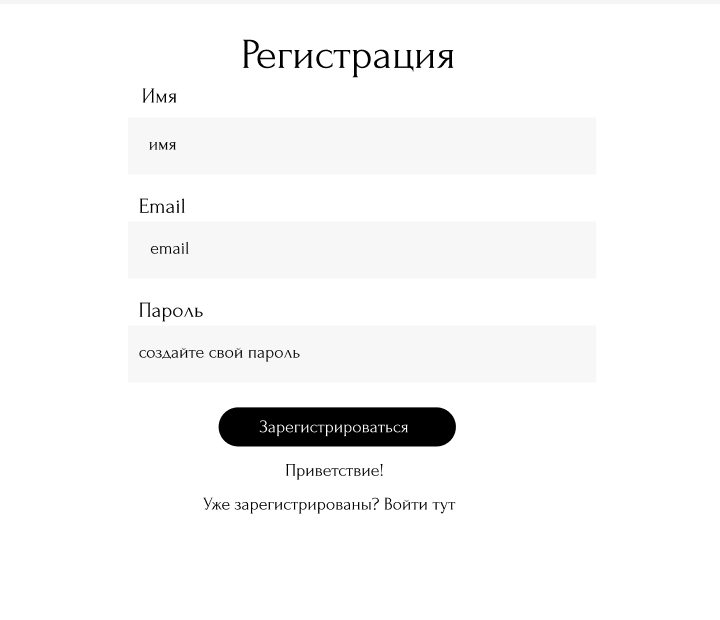 Регистрация
Имя
имя
Email
email
Пароль
создайте свой пароль
Зарегистрироваться
Приветствие!
Уже зарегистрированы? Войти тут